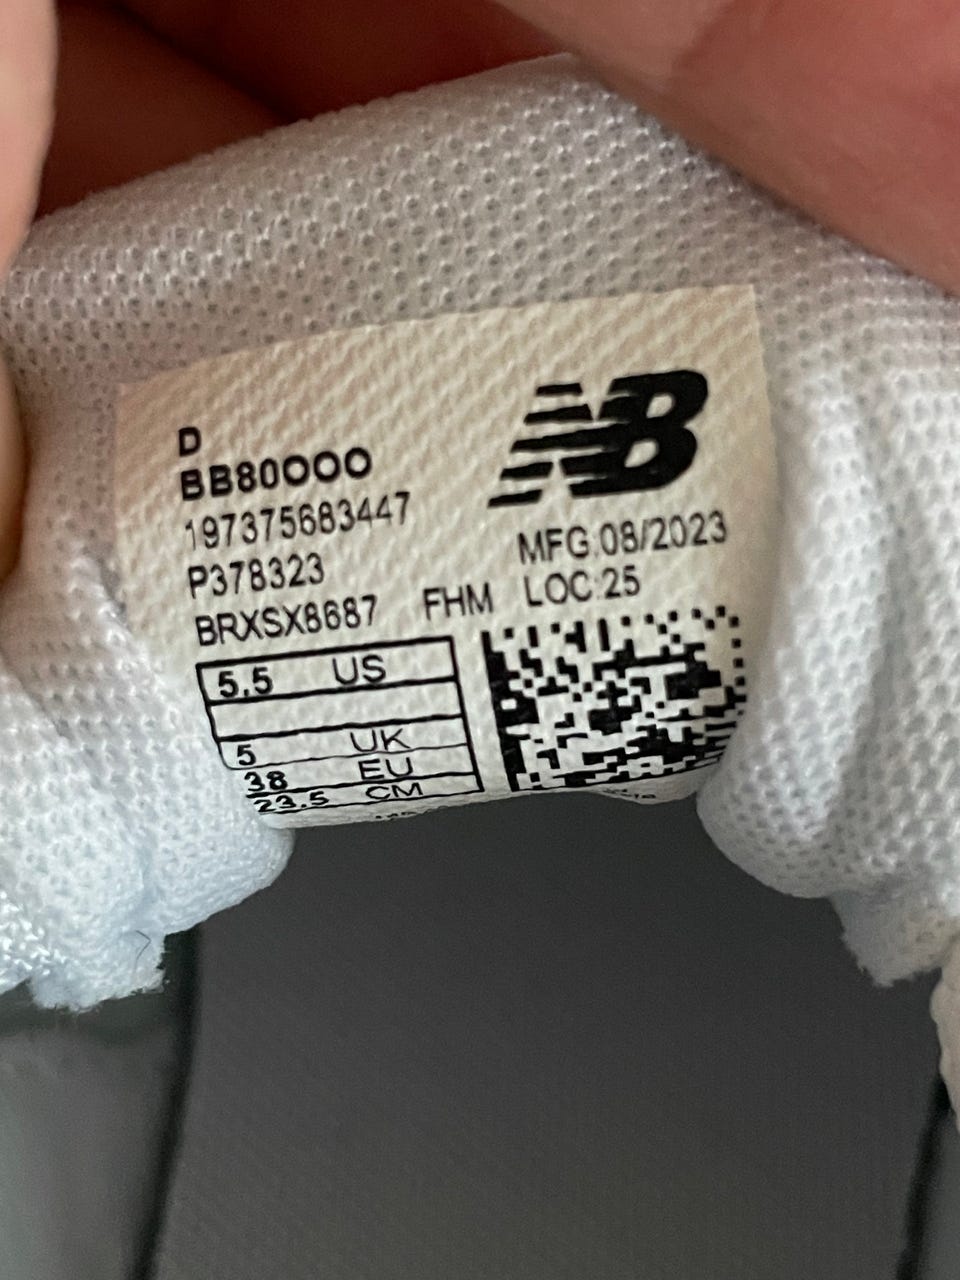 D
BB80OOO
197375683447
P378323
BRXSX8687 FHM
NB
MFG:08/2023
LOC:25
5.5 US
5 UK
38 EU
23.5 CM